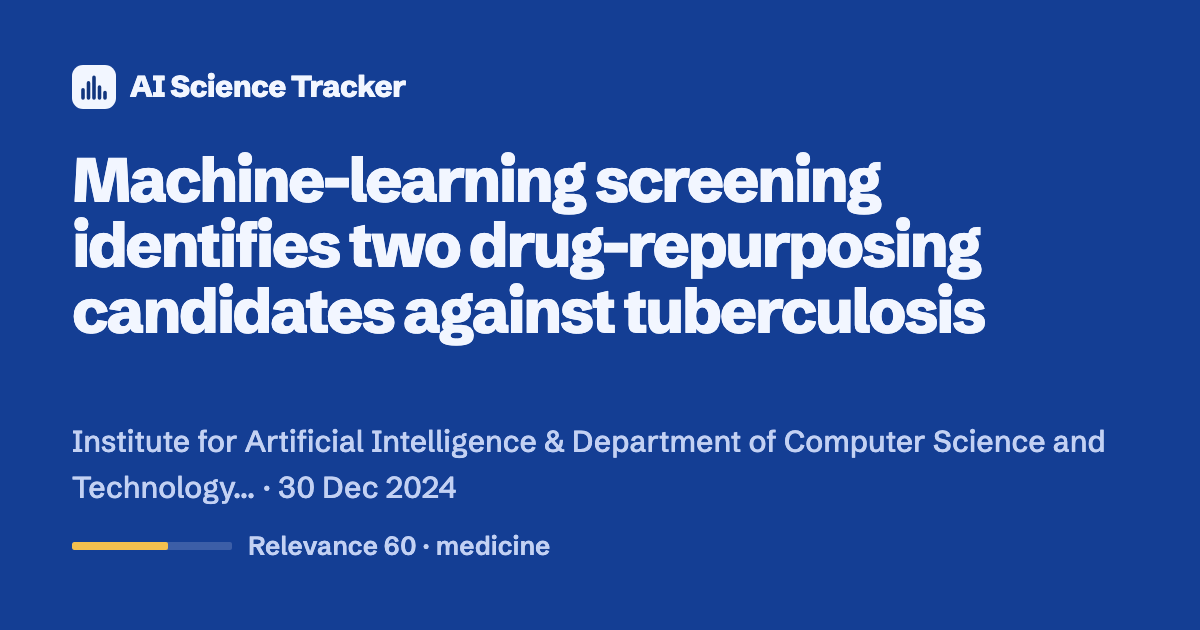 AI Science Tracker
Machine-learning screening
identifies two drug-repurposing
candidates against tuberculosis
Institute for Artificial Intelligence & Department of Computer Science and
Technology... · 30 Dec 2024
Relevance 60 · medicine